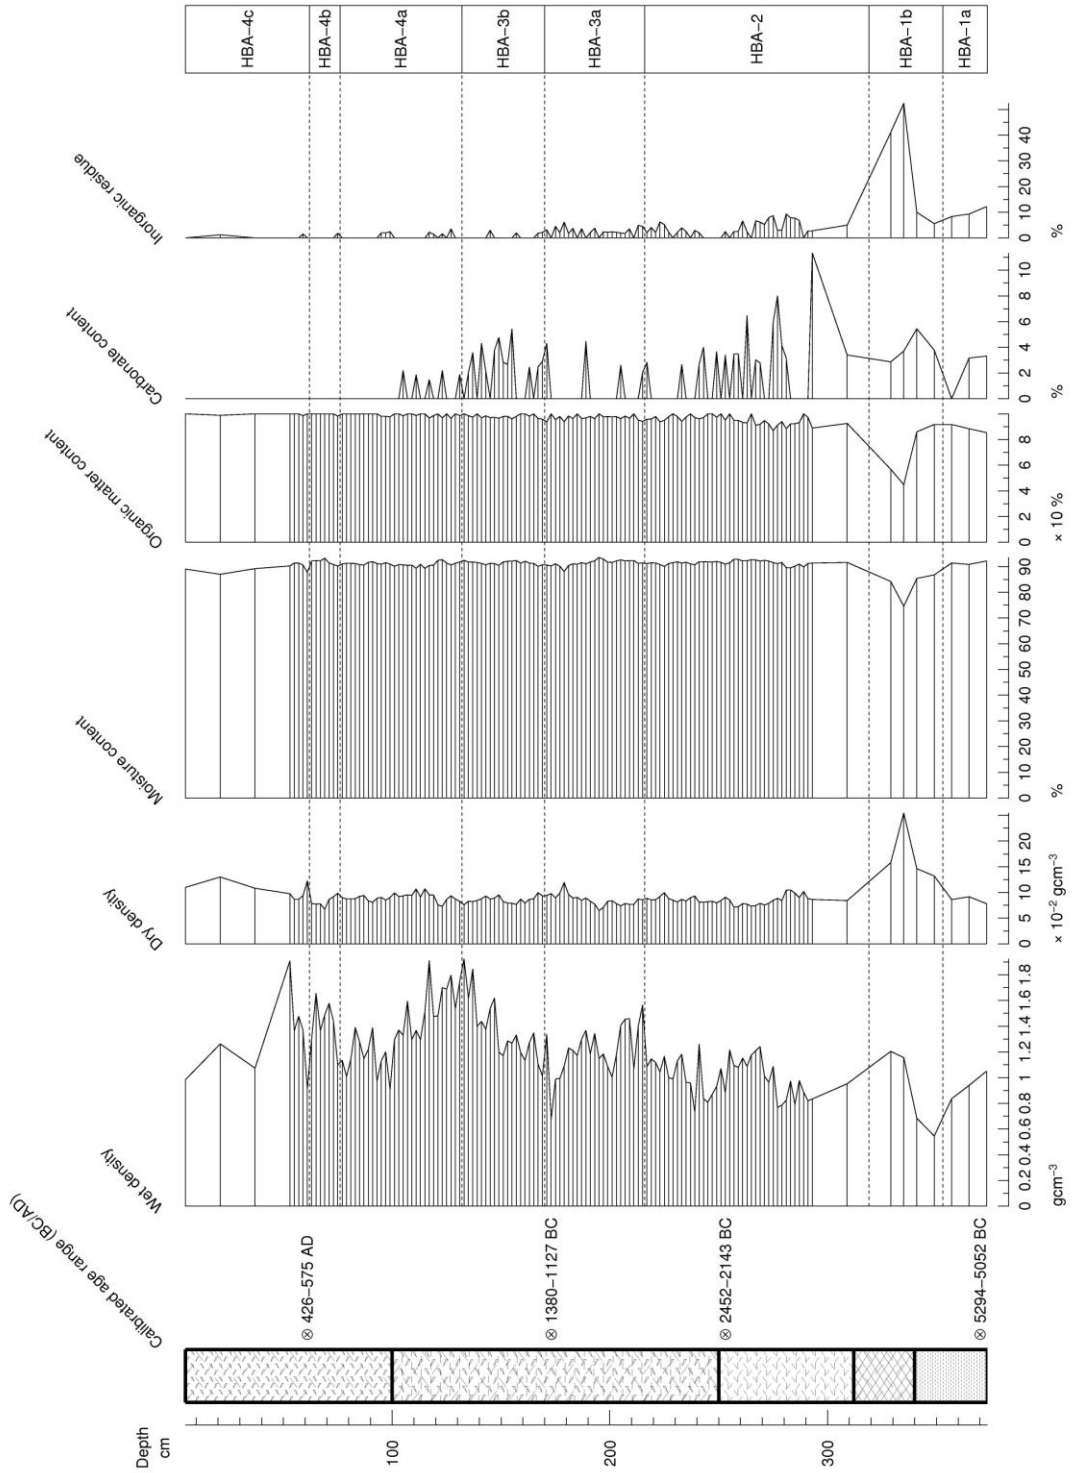 HBA–4c
HBA–4b
HBA–4a
HBA–3b
HBA–3a
HBA–2
HBA–1b
HBA–1a
Inorganic residue
0 10 20 30 40
%
Carbonate content
0 2 4 6 8 10
%
Organic matter content
0 2 4 6 8
× 10 %
Moisture content
0 10 20 30 40 50 60 70 80 90
%
Dry density
0 5 10 15 20
× 10⁻² gcm⁻³
Wet density
0 0.2 0.4 0.6 0.8 1 1.2 1.4 1.6 1.8
gcm⁻³
Calibrated age range (BC/AD)
⊗ 426–575 AD
⊗ 1380–1127 BC
⊗ 2452–2143 BC
⊗ 5294–5052 BC
Depth
cm
100
200
300